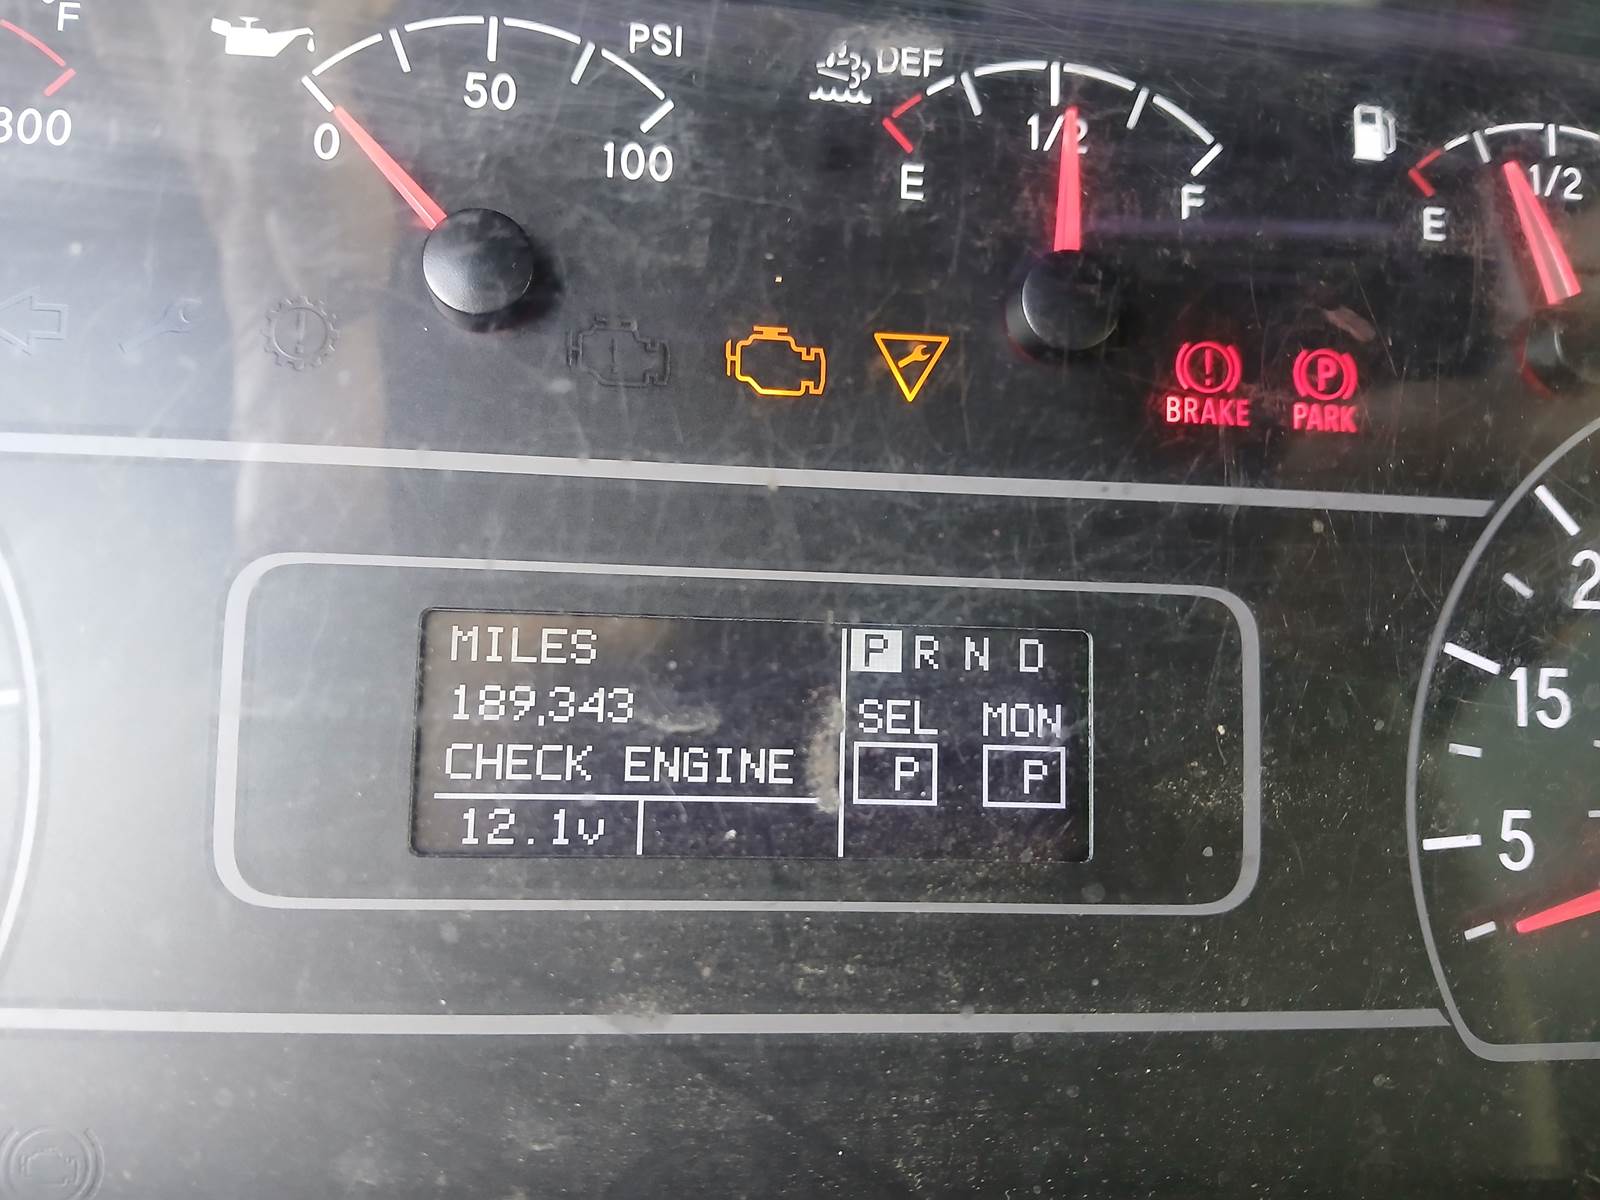 °F
300
PSI
50
0
100
DEF
1/2
E
F
1/2
E
BRAKE
P
PARK
MILES
189,343
CHECK ENGINE
12.1v
P R N D
SEL MON
P P
2
15
5